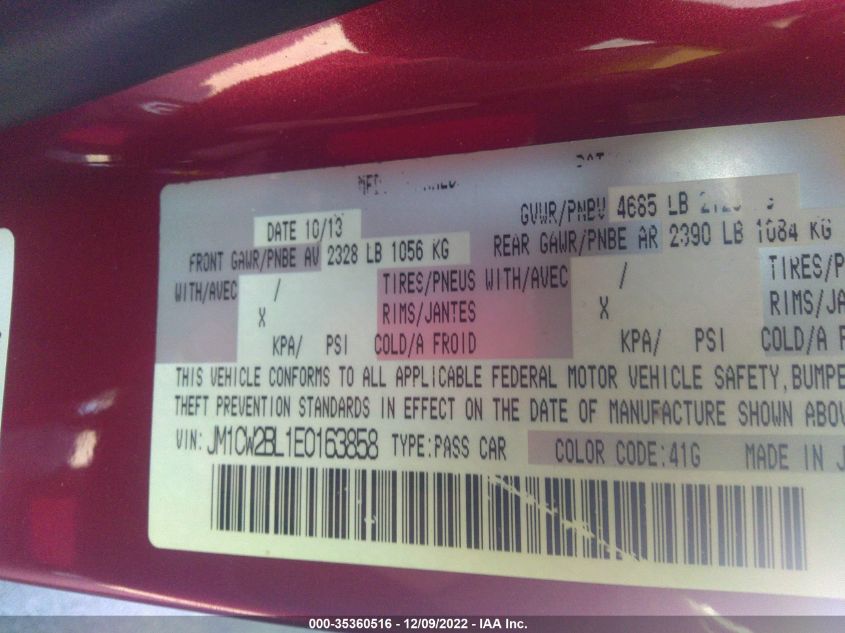 DATE 10/13
GVWR/PNBV 4685 LB
FRONT GAWR/PNBE AV 2328 LB 1056 KG REAR GAWR/PNBE AR 2390 LB 1084 KG
WITH/AVEC / TIRES/PNEUS WITH/AVEC / TIRES/P
X RIMS/JANTES X RIMS/JA
KPA/ PSI COLD/A FROID KPA/ PSI COLD/A F
THIS VEHICLE CONFORMS TO ALL APPLICABLE FEDERAL MOTOR VEHICLE SAFETY, BUMPE
THEFT PREVENTION STANDARDS IN EFFECT ON THE DATE OF MANUFACTURE SHOWN ABOV
VIN: JM1CW2BL1E0163858 TYPE: PASS CAR COLOR CODE: 41G MADE IN J
000-35360516 - 12/09/2022 - IAA Inc.